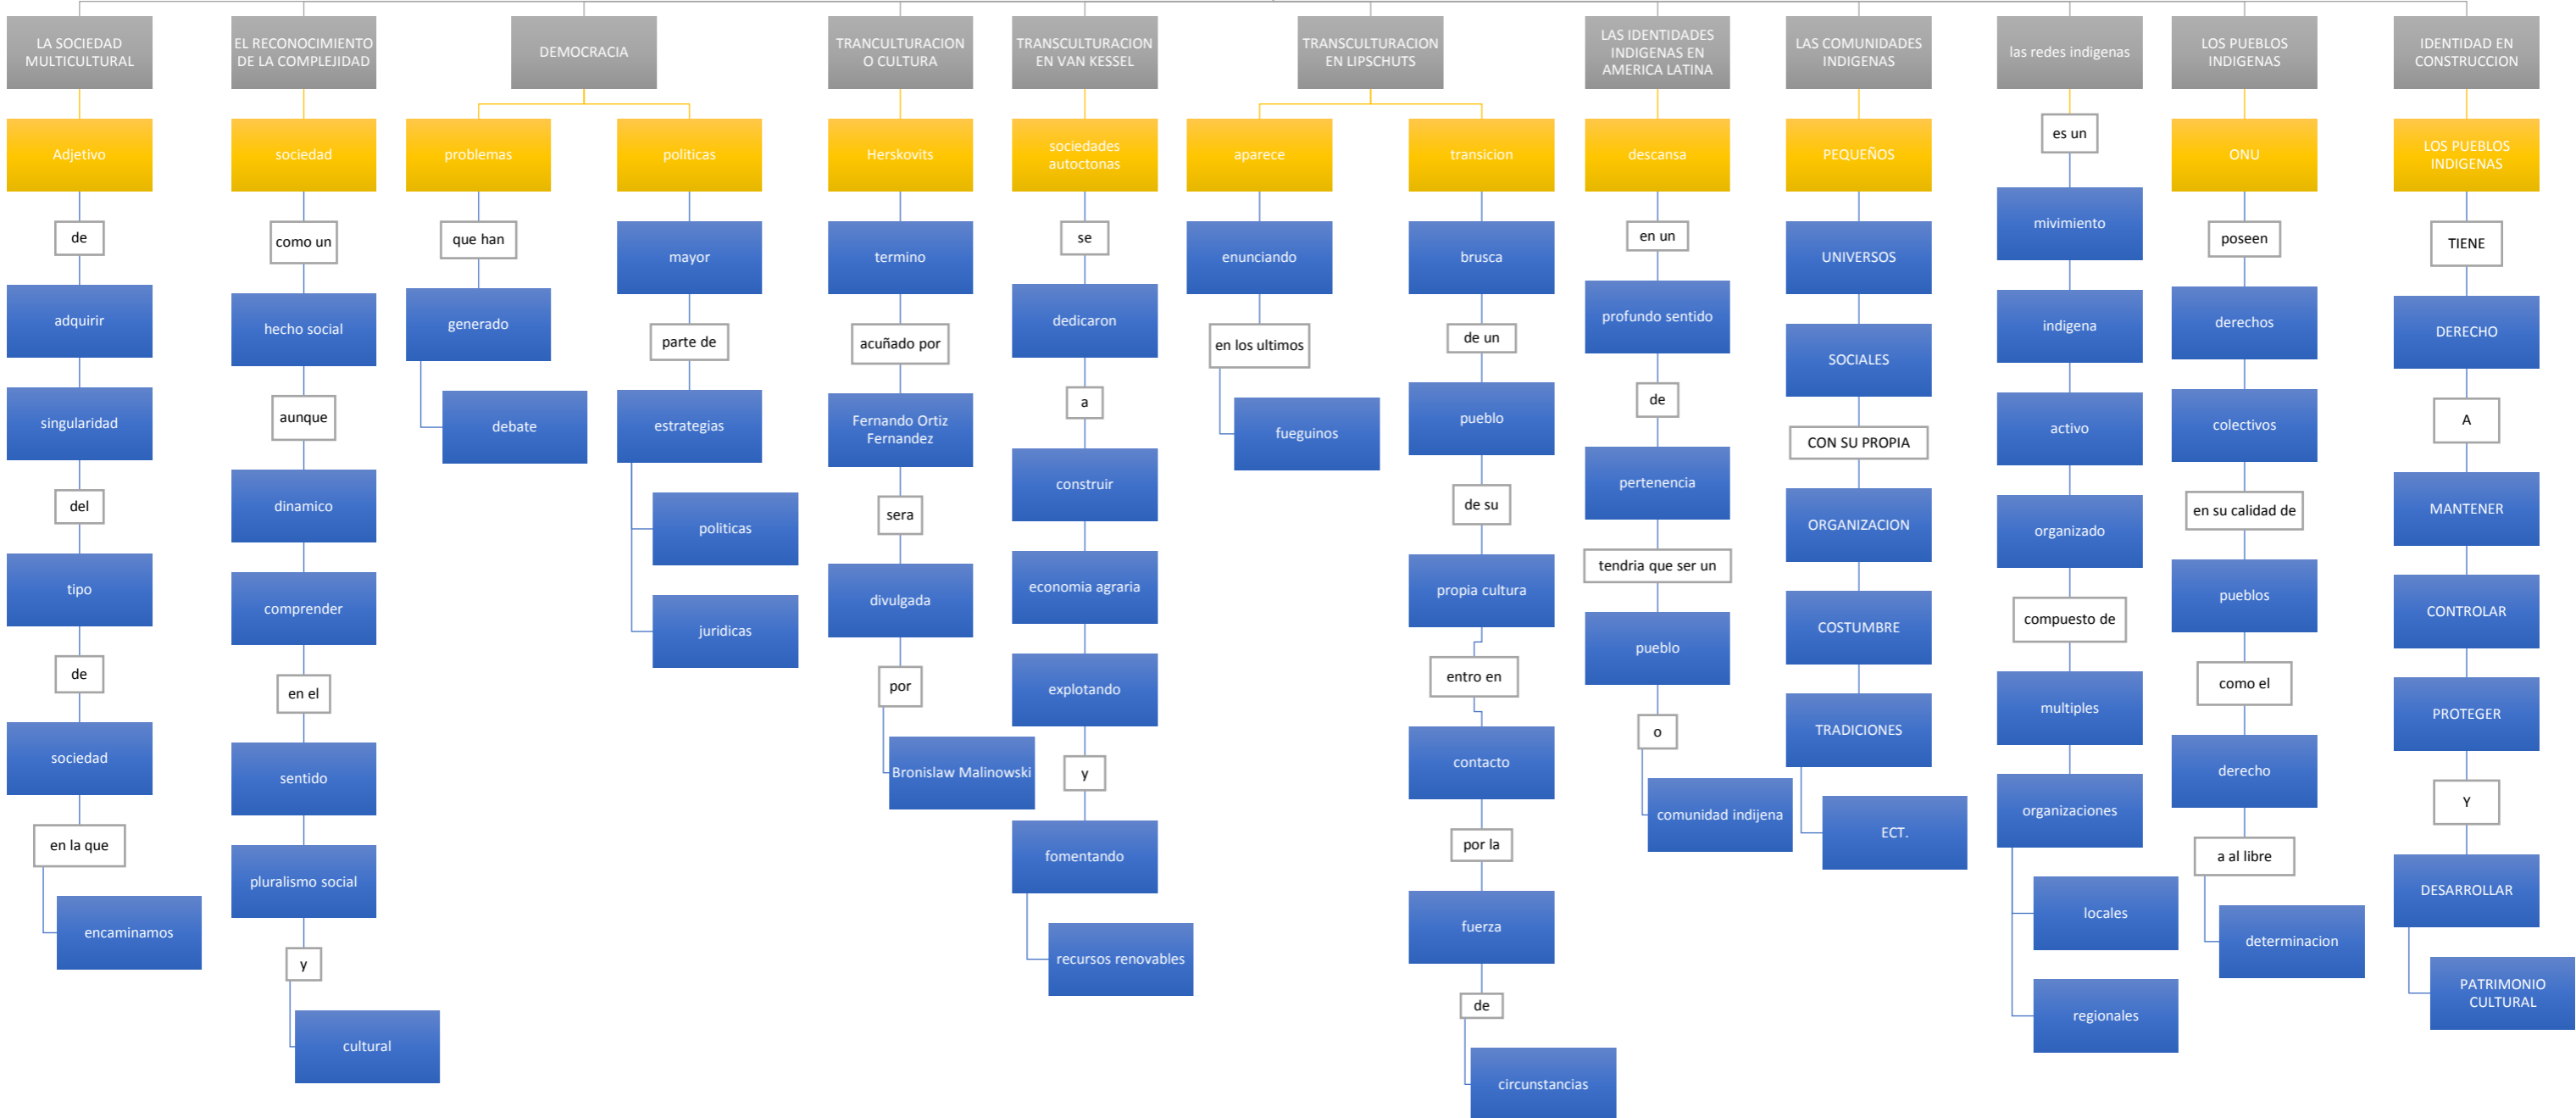 LA SOCIEDAD
MULTICULTURAL
Adjetivo
de
adquirir
singularidad
del
tipo
de
sociedad
en la que
encaminamos
EL RECONOCIMIENTO
DE LA COMPLEJIDAD
sociedad
como un
hecho social
aunque
dinamico
comprender
en el
sentido
pluralismo social
y
cultural
DEMOCRACIA
problemas
que han
generado
debate
politicas
mayor
parte de
estrategias
politicas
juridicas
TRANCULTURACION
O CULTURA
Herskovits
termino
acuñado por
Fernando Ortiz
Fernandez
sera
divulgada
por
Bronislaw Malinowski
TRANSCULTURACION
EN VAN KESSEL
sociedades
autoctonas
se
dedicaron
a
construir
economia agraria
explotando
y
fomentando
recursos renovables
TRANSCULTURACION
EN LIPSCHUTS
aparece
enunciando
en los ultimos
fueguinos
transicion
brusca
de un
pueblo
de su
propia cultura
entro en
contacto
por la
fuerza
de
circunstancias
LAS IDENTIDADES
INDIGENAS EN
AMERICA LATINA
descansa
en un
profundo sentido
de
pertenencia
tendria que ser un
pueblo
o
comunidad indijena
LAS COMUNIDADES
INDIGENAS
PEQUEÑOS
UNIVERSOS
SOCIALES
CON SU PROPIA
ORGANIZACION
COSTUMBRE
TRADICIONES
ECT.
las redes indigenas
es un
mivimiento
indigena
activo
organizado
compuesto de
multiples
organizaciones
locales
regionales
LOS PUEBLOS
INDIGENAS
ONU
poseen
derechos
colectivos
en su calidad de
pueblos
como el
derecho
a al libre
determinacion
IDENTIDAD EN
CONSTRUCCION
LOS PUEBLOS
INDIGENAS
TIENE
DERECHO
A
MANTENER
CONTROLAR
PROTEGER
Y
DESARROLLAR
PATRIMONIO
CULTURAL